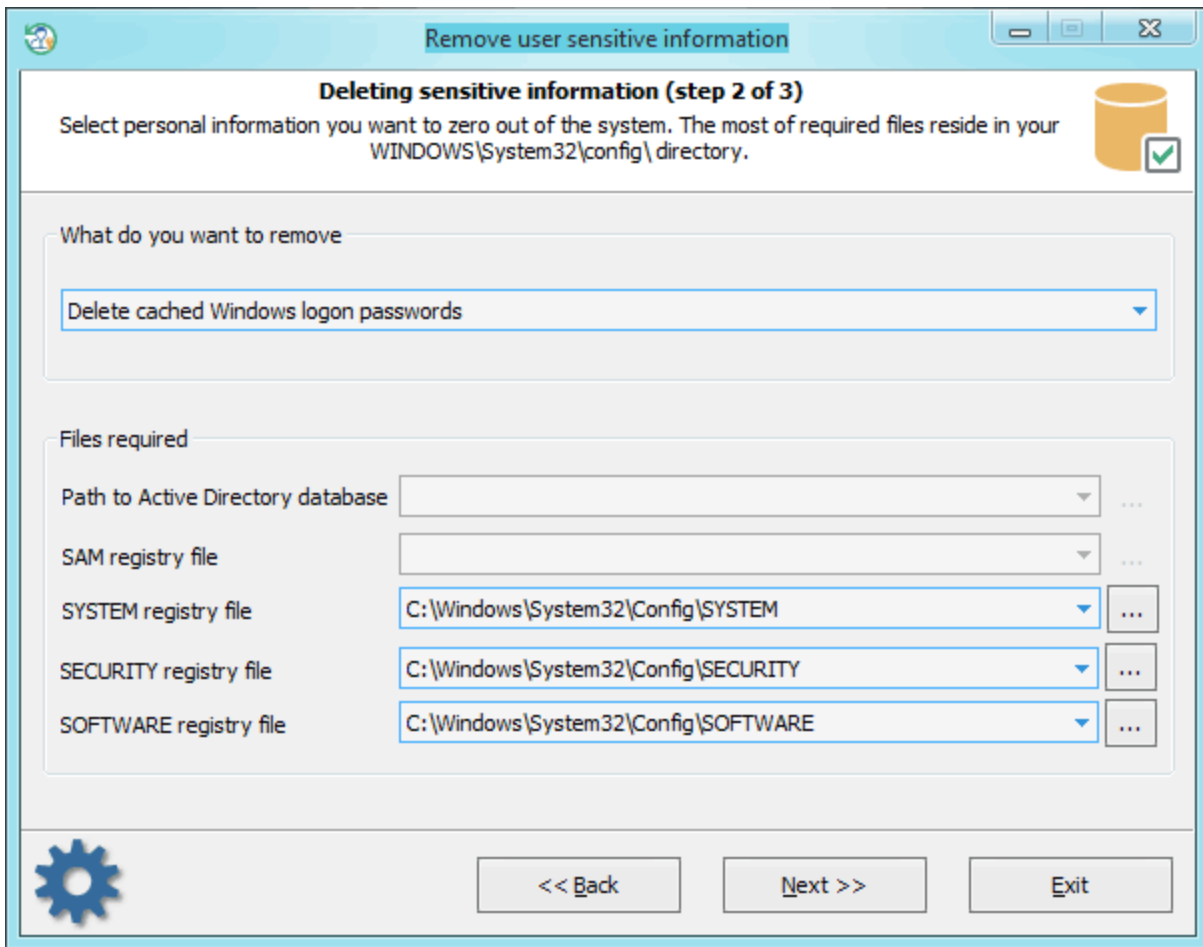 Remove user sensitive information
Deleting sensitive information (step 2 of 3)
Select personal information you want to zero out of the system. The most of required files reside in your
WINDOWS\System32\config\ directory.
What do you want to remove
Delete cached Windows logon passwords
Files required
Path to Active Directory database
...
SAM registry file
...
SYSTEM registry file C:\Windows\System32\Config\SYSTEM ...
SECURITY registry file C:\Windows\System32\Config\SECURITY ...
SOFTWARE registry file C:\Windows\System32\Config\SOFTWARE ...
<< Back Next >> Exit